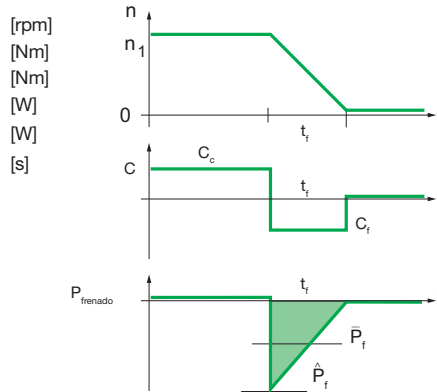 [rpm]
[Nm]
[Nm]
[W]
[W]
[s]
n
n1
0
tf
C
Cc
tf
Cf
Pfrenado
tf
P̄f
P̂f